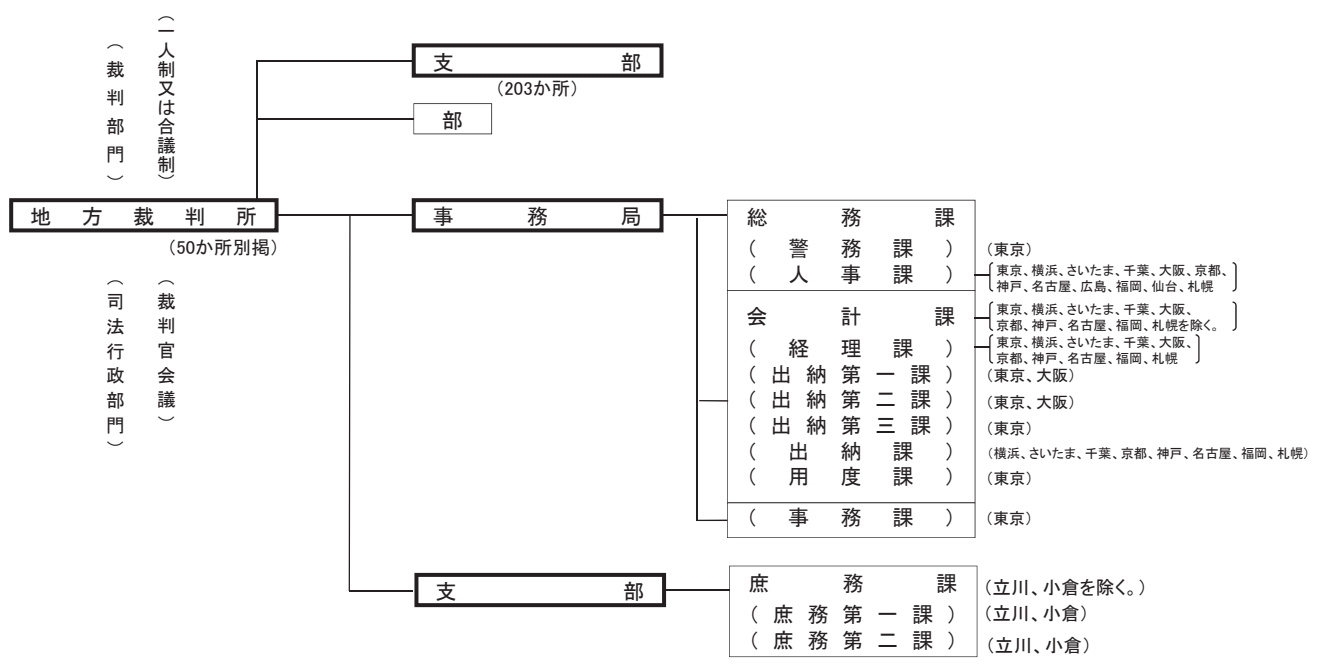 （一人制又は合議制）
（裁判部門）
支部
（203か所）
部
地方裁判所
（50か所別掲）
（裁判官会議）
（司法行政部門）
事務局
総務課
（警務課）（東京）
（人事課）東京、横浜、さいたま、千葉、大阪、京都、
神戸、名古屋、広島、福岡、仙台、札幌
会計課 東京、横浜、さいたま、千葉、大阪、
京都、神戸、名古屋、福岡、札幌を除く。
（経理課）東京、横浜、さいたま、千葉、大阪、
京都、神戸、名古屋、福岡、札幌
（出納第一課）（東京、大阪）
（出納第二課）（東京、大阪）
（出納第三課）（東京）
（出納課）（横浜、さいたま、千葉、京都、神戸、名古屋、福岡、札幌）
（用度課）（東京）
（事務課）（東京）
支部
庶務課（立川、小倉を除く。）
（庶務第一課）（立川、小倉）
（庶務第二課）（立川、小倉）